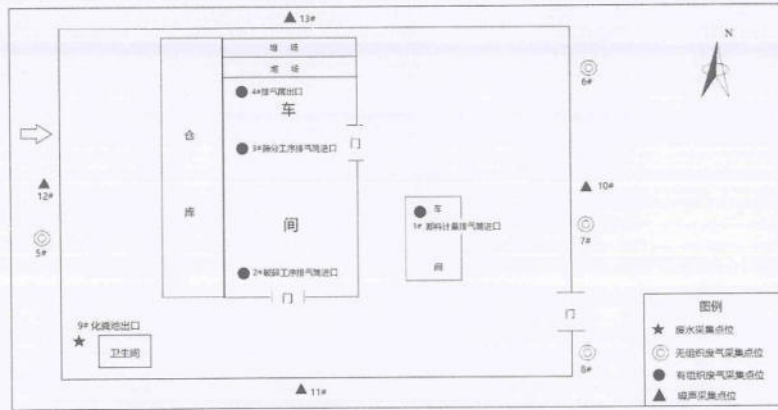 13#
N
堆 场
堆 场
4#排气筒出口
车
6#
仓
3#筛分工序排气筒进口
门
12#
10#
库
车
1# 卸料计量排气筒进口
5#
间
7#
间
2#破碎工序排气筒进口
门
门
图例
9# 化粪池出口
废水采集点位
卫生间
无组织废气采集点位
8#
有组织废气采集点位
11#
噪声采集点位